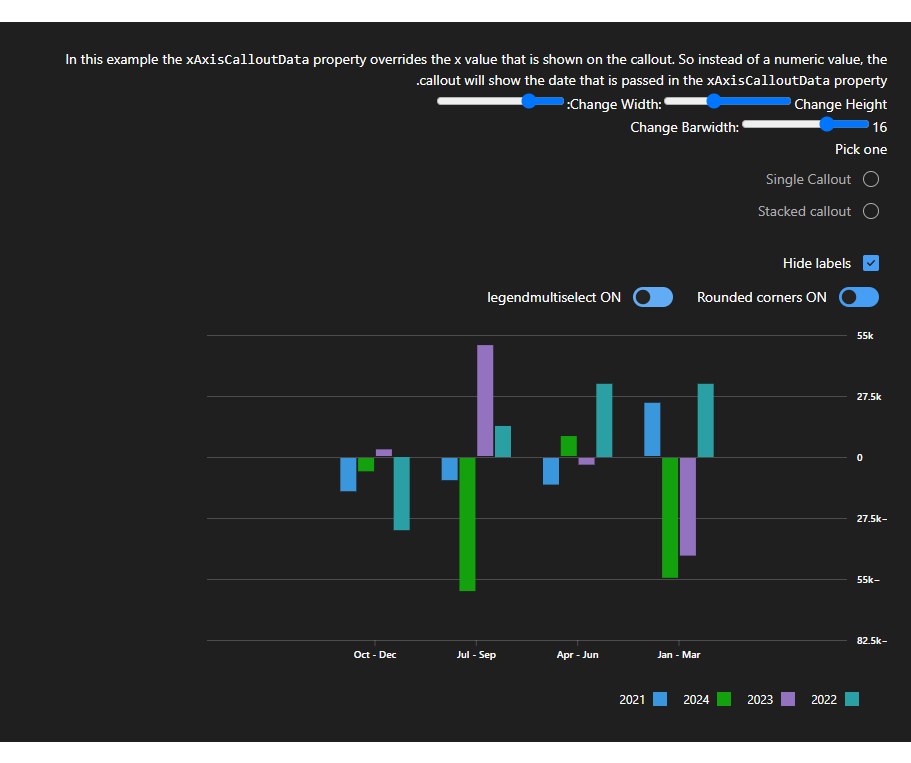 In this example the xAxisCalloutData property overrides the x value that is shown on the callout. So instead of a numeric value, the
.callout will show the date that is passed in the xAxisCalloutData property
:Change Width: Change Height
Change Barwidth: 16
Pick one
Single Callout
Stacked callout
Hide labels
legendmultiselect ON Rounded corners ON
55k
27.5k
0
27.5k−
55k−
82.5k−
Oct - Dec Jul - Sep Apr - Jun Jan - Mar
2021 2024 2023 2022